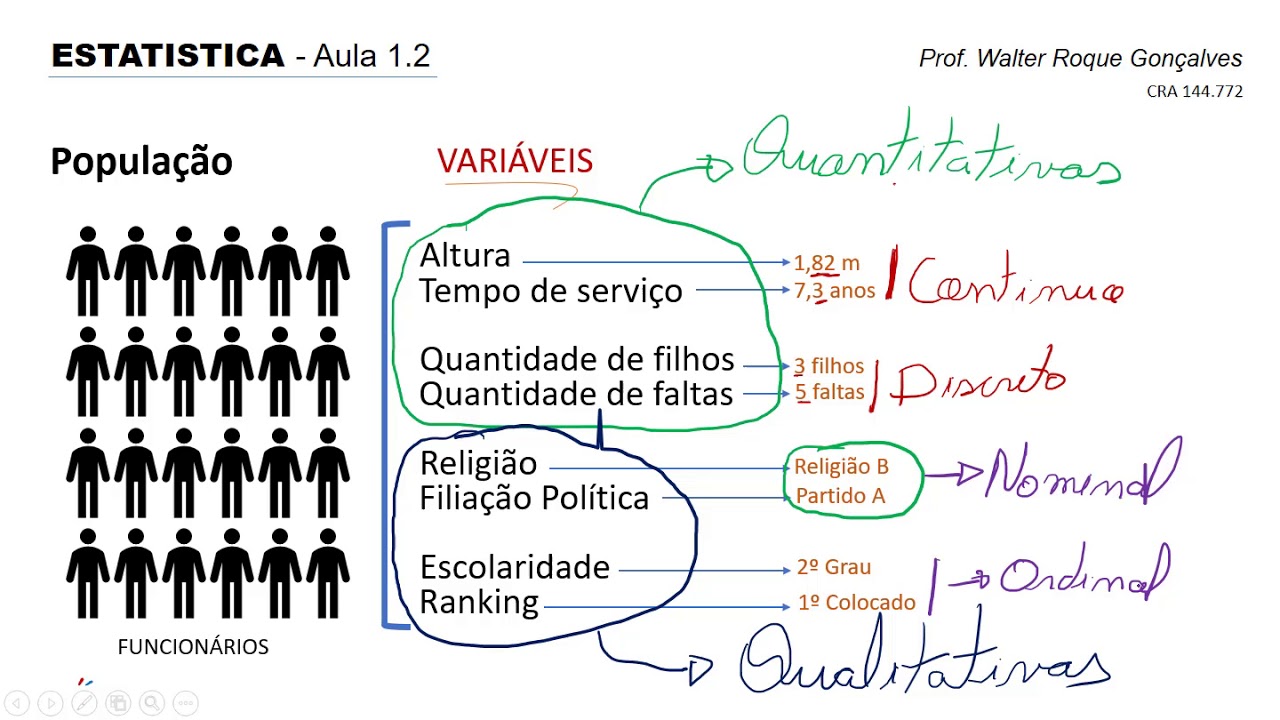 ESTATISTICA - Aula 1.2
Prof. Walter Roque Gonçalves
CRA 144.772
População
VARIÁVEIS
Quantitativas
Altura
1,82 m
Tempo de serviço
7,3 anos
Continua
Quantidade de filhos
3 filhos
Quantidade de faltas
5 faltas
Discreto
Religião
Religião B
Filiação Política
Partido A
Nominal
Escolaridade
2º Grau
Ranking
1º Colocado
Ordinal
FUNCIONÁRIOS
Qualitativas